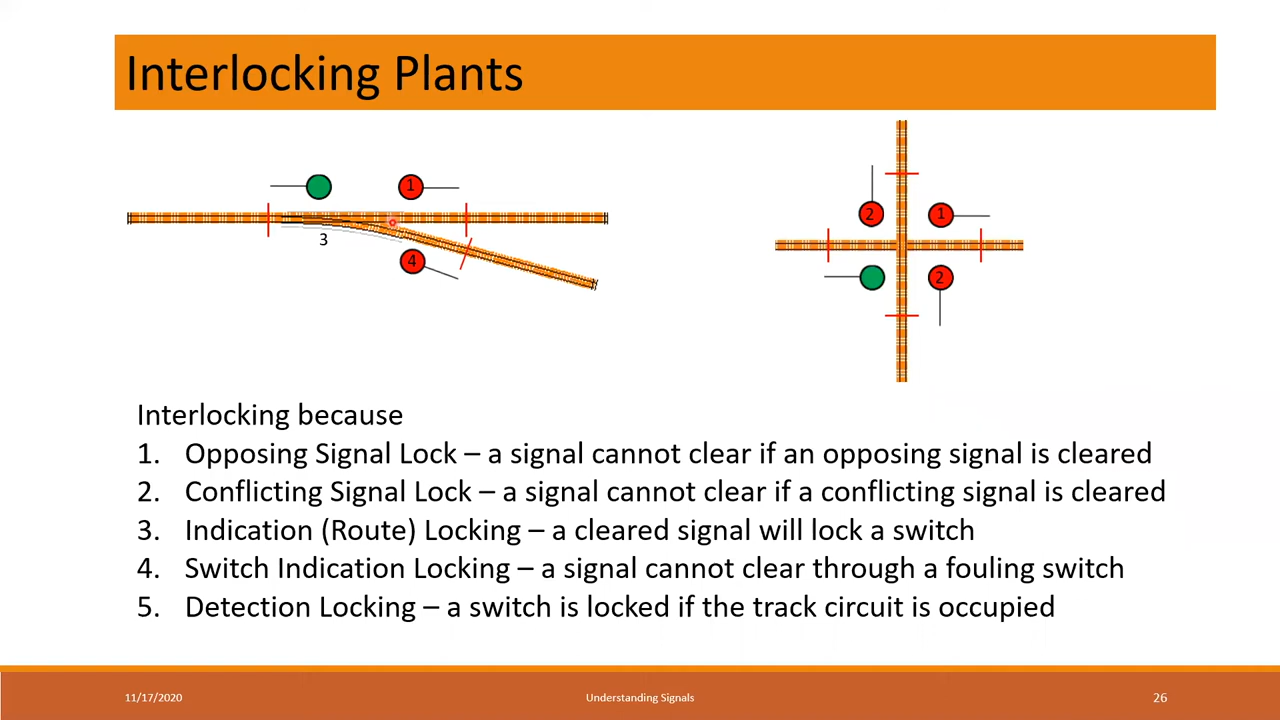 Interlocking Plants
1
3
4
2
1
2
Interlocking because
1. Opposing Signal Lock – a signal cannot clear if an opposing signal is cleared
2. Conflicting Signal Lock – a signal cannot clear if a conflicting signal is cleared
3. Indication (Route) Locking – a cleared signal will lock a switch
4. Switch Indication Locking – a signal cannot clear through a fouling switch
5. Detection Locking – a switch is locked if the track circuit is occupied
11/17/2020
Understanding Signals
26